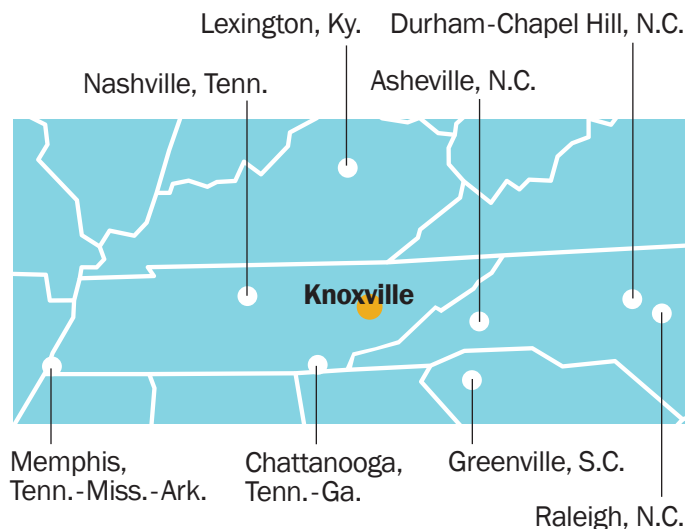 Lexington, Ky.
Durham-Chapel Hill, N.C.
Nashville, Tenn.
Asheville, N.C.
Knoxville
Memphis,
Tenn.-Miss.-Ark.
Chattanooga,
Tenn.-Ga.
Greenville, S.C.
Raleigh, N.C.